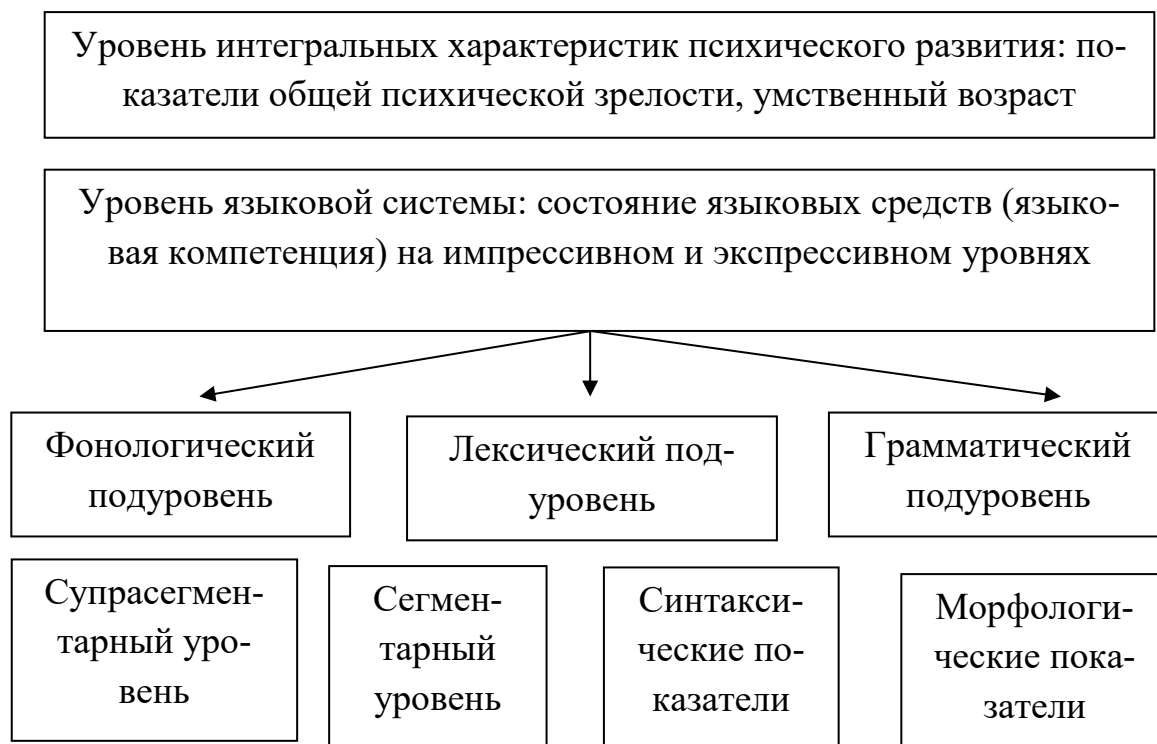 Уровень интегральных характеристик психического развития: по-
казатели общей психической зрелости, умственный возраст
Уровень языковой системы: состояние языковых средств (языко-
вая компетенция) на импрессивном и экспрессивном уровнях
Фонологический
подуровень
Лексический под-
уровень
Грамматический
подуровень
Супрасегмен-
тарный уро-
вень
Сегмен-
тарный
уровень
Синтакси-
ческие по-
казатели
Морфологи-
ческие пока-
затели